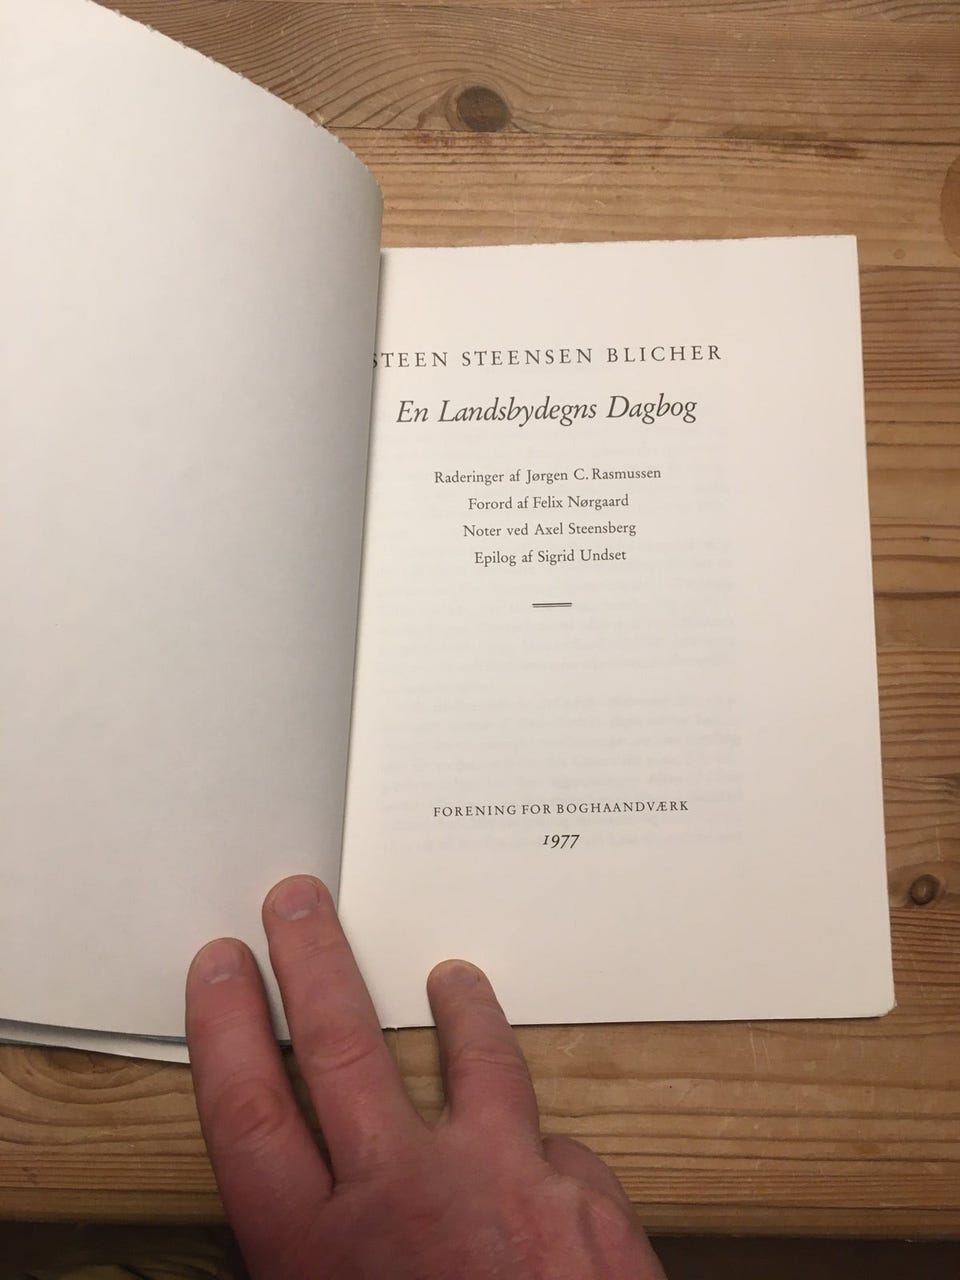 STEEN STEENSEN BLICHER
En Landsbydegns Dagbog
Raderinger af Jørgen C. Rasmussen
Forord af Felix Nørgaard
Noter ved Axel Steensberg
Epilog af Sigrid Undset
FORENING FOR BOGHAANDVÆRK
1977